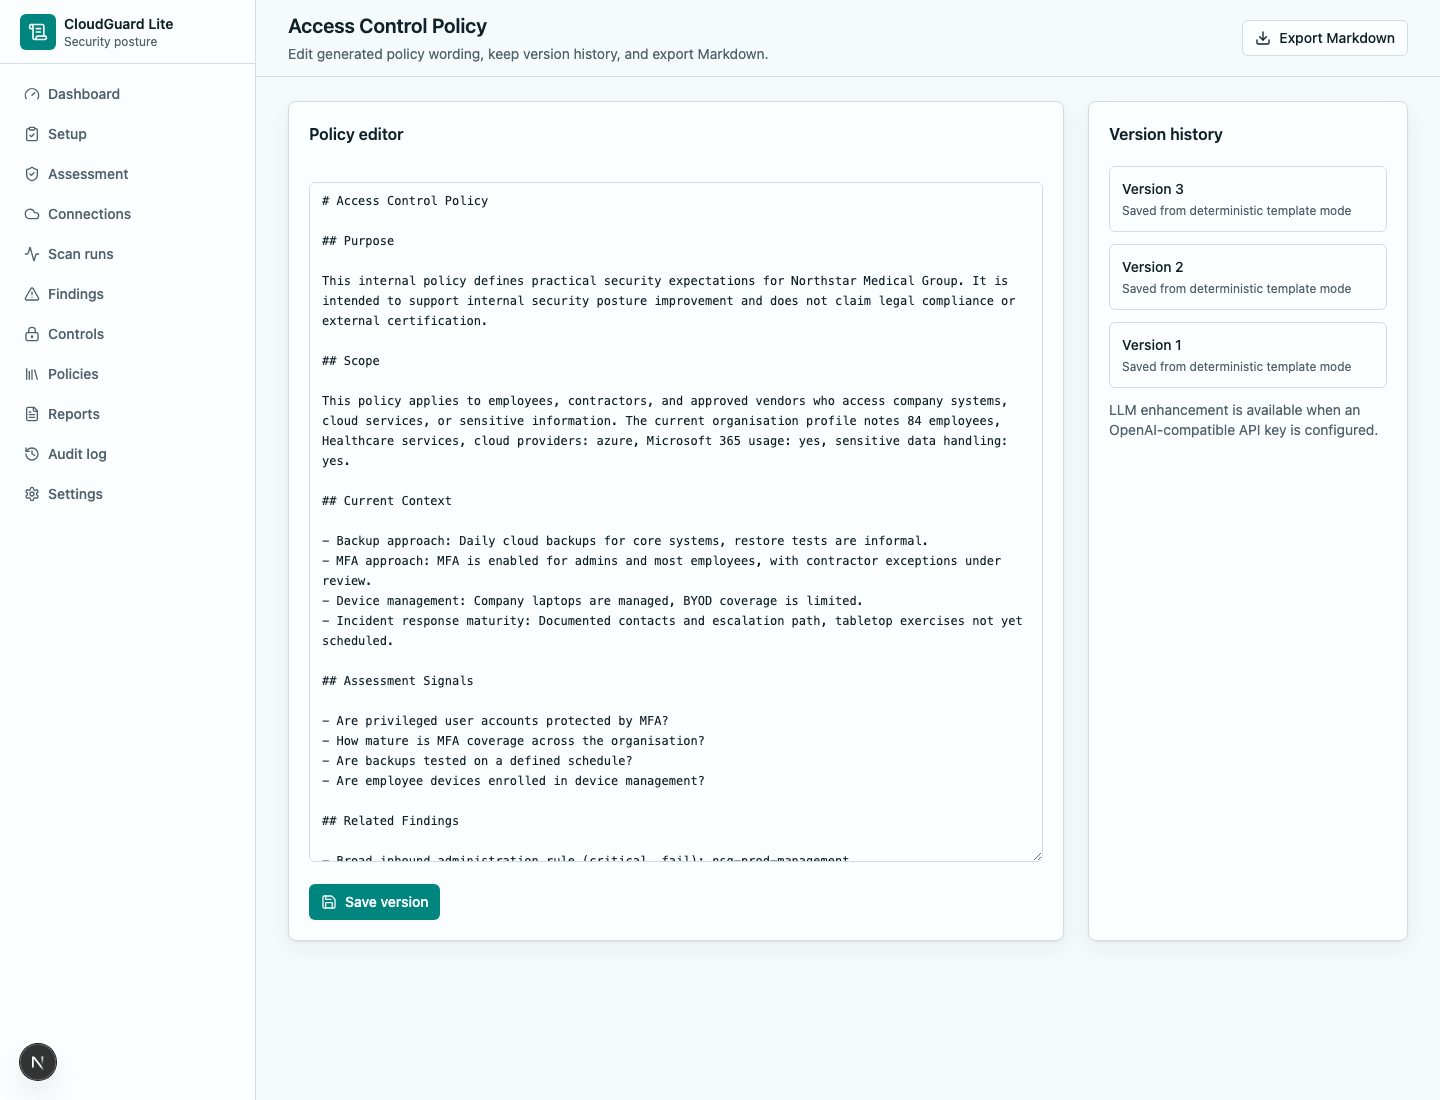 CloudGuard Lite
Security posture
Dashboard
Setup
Assessment
Connections
Scan runs
Findings
Controls
Policies
Reports
Audit log
Settings
N
Access Control Policy
Edit generated policy wording, keep version history, and export Markdown.
Export Markdown
Policy editor
# Access Control Policy
## Purpose
This internal policy defines practical security expectations for Northstar Medical Group. It is
intended to support internal security posture improvement and does not claim legal compliance or
external certification.
## Scope
This policy applies to employees, contractors, and approved vendors who access company systems,
cloud services, or sensitive information. The current organisation profile notes 84 employees,
Healthcare services, cloud providers: azure, Microsoft 365 usage: yes, sensitive data handling:
yes.
## Current Context
- Backup approach: Daily cloud backups for core systems, restore tests are informal.
- MFA approach: MFA is enabled for admins and most employees, with contractor exceptions under
review.
- Device management: Company laptops are managed, BYOD coverage is limited.
- Incident response maturity: Documented contacts and escalation path, tabletop exercises not yet
scheduled.
## Assessment Signals
- Are privileged user accounts protected by MFA?
- How mature is MFA coverage across the organisation?
- Are backups tested on a defined schedule?
- Are employee devices enrolled in device management?
## Related Findings
- Broad inbound administration rule (critical, fail): nsg-prod-management
Save version
Version history
Version 3
Saved from deterministic template mode
Version 2
Saved from deterministic template mode
Version 1
Saved from deterministic template mode
LLM enhancement is available when an
OpenAI-compatible API key is configured.